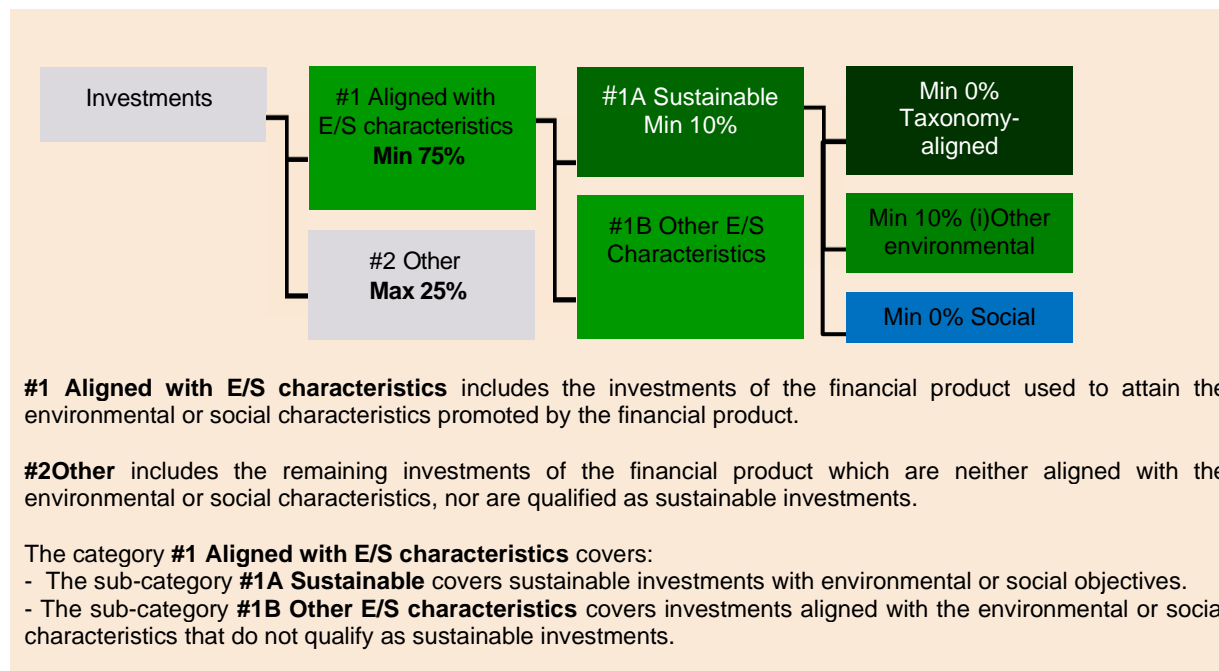 Investments
#1 Aligned with
E/S characteristics
Min 75%
#2 Other
Max 25%
#1A Sustainable
Min 10%
#1B Other E/S
Characteristics
Min 0%
Taxonomy-
aligned
Min 10% (i)Other
environmental
Min 0% Social
#1 Aligned with E/S characteristics includes the investments of the financial product used to attain the
environmental or social characteristics promoted by the financial product.
#2Other includes the remaining investments of the financial product which are neither aligned with the
environmental or social characteristics, nor are qualified as sustainable investments.
The category #1 Aligned with E/S characteristics covers:
- The sub-category #1A Sustainable covers sustainable investments with environmental or social objectives.
- The sub-category #1B Other E/S characteristics covers investments aligned with the environmental or social
characteristics that do not qualify as sustainable investments.